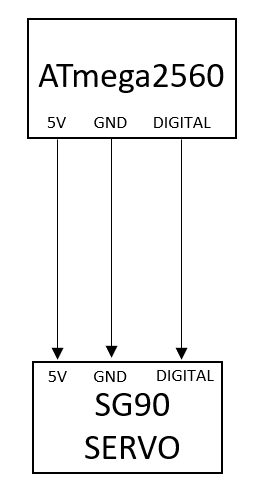 ATmega2560
5V GND DIGITAL
5V GND DIGITAL
SG90
SERVO